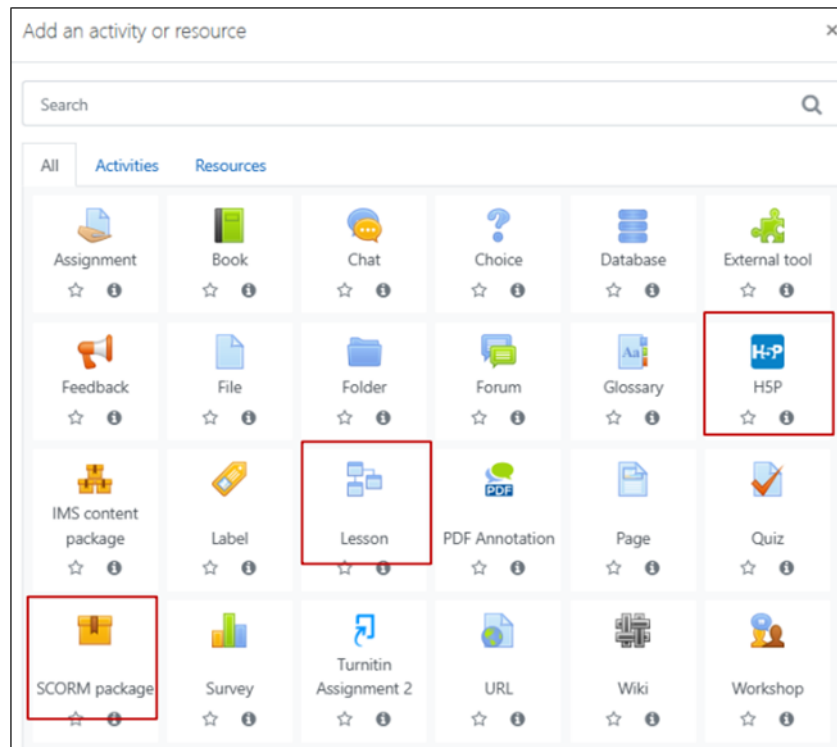 Add an activity or resource
Search
All Activities Resources
Assignment Book Chat Choice Database External tool
H5P
Feedback File Folder Forum Glossary H5P
PDF
IMS content
package Label Lesson PDF Annotation Page Quiz
Turnitin
SCORM package Survey Assignment 2 URL Wiki Workshop